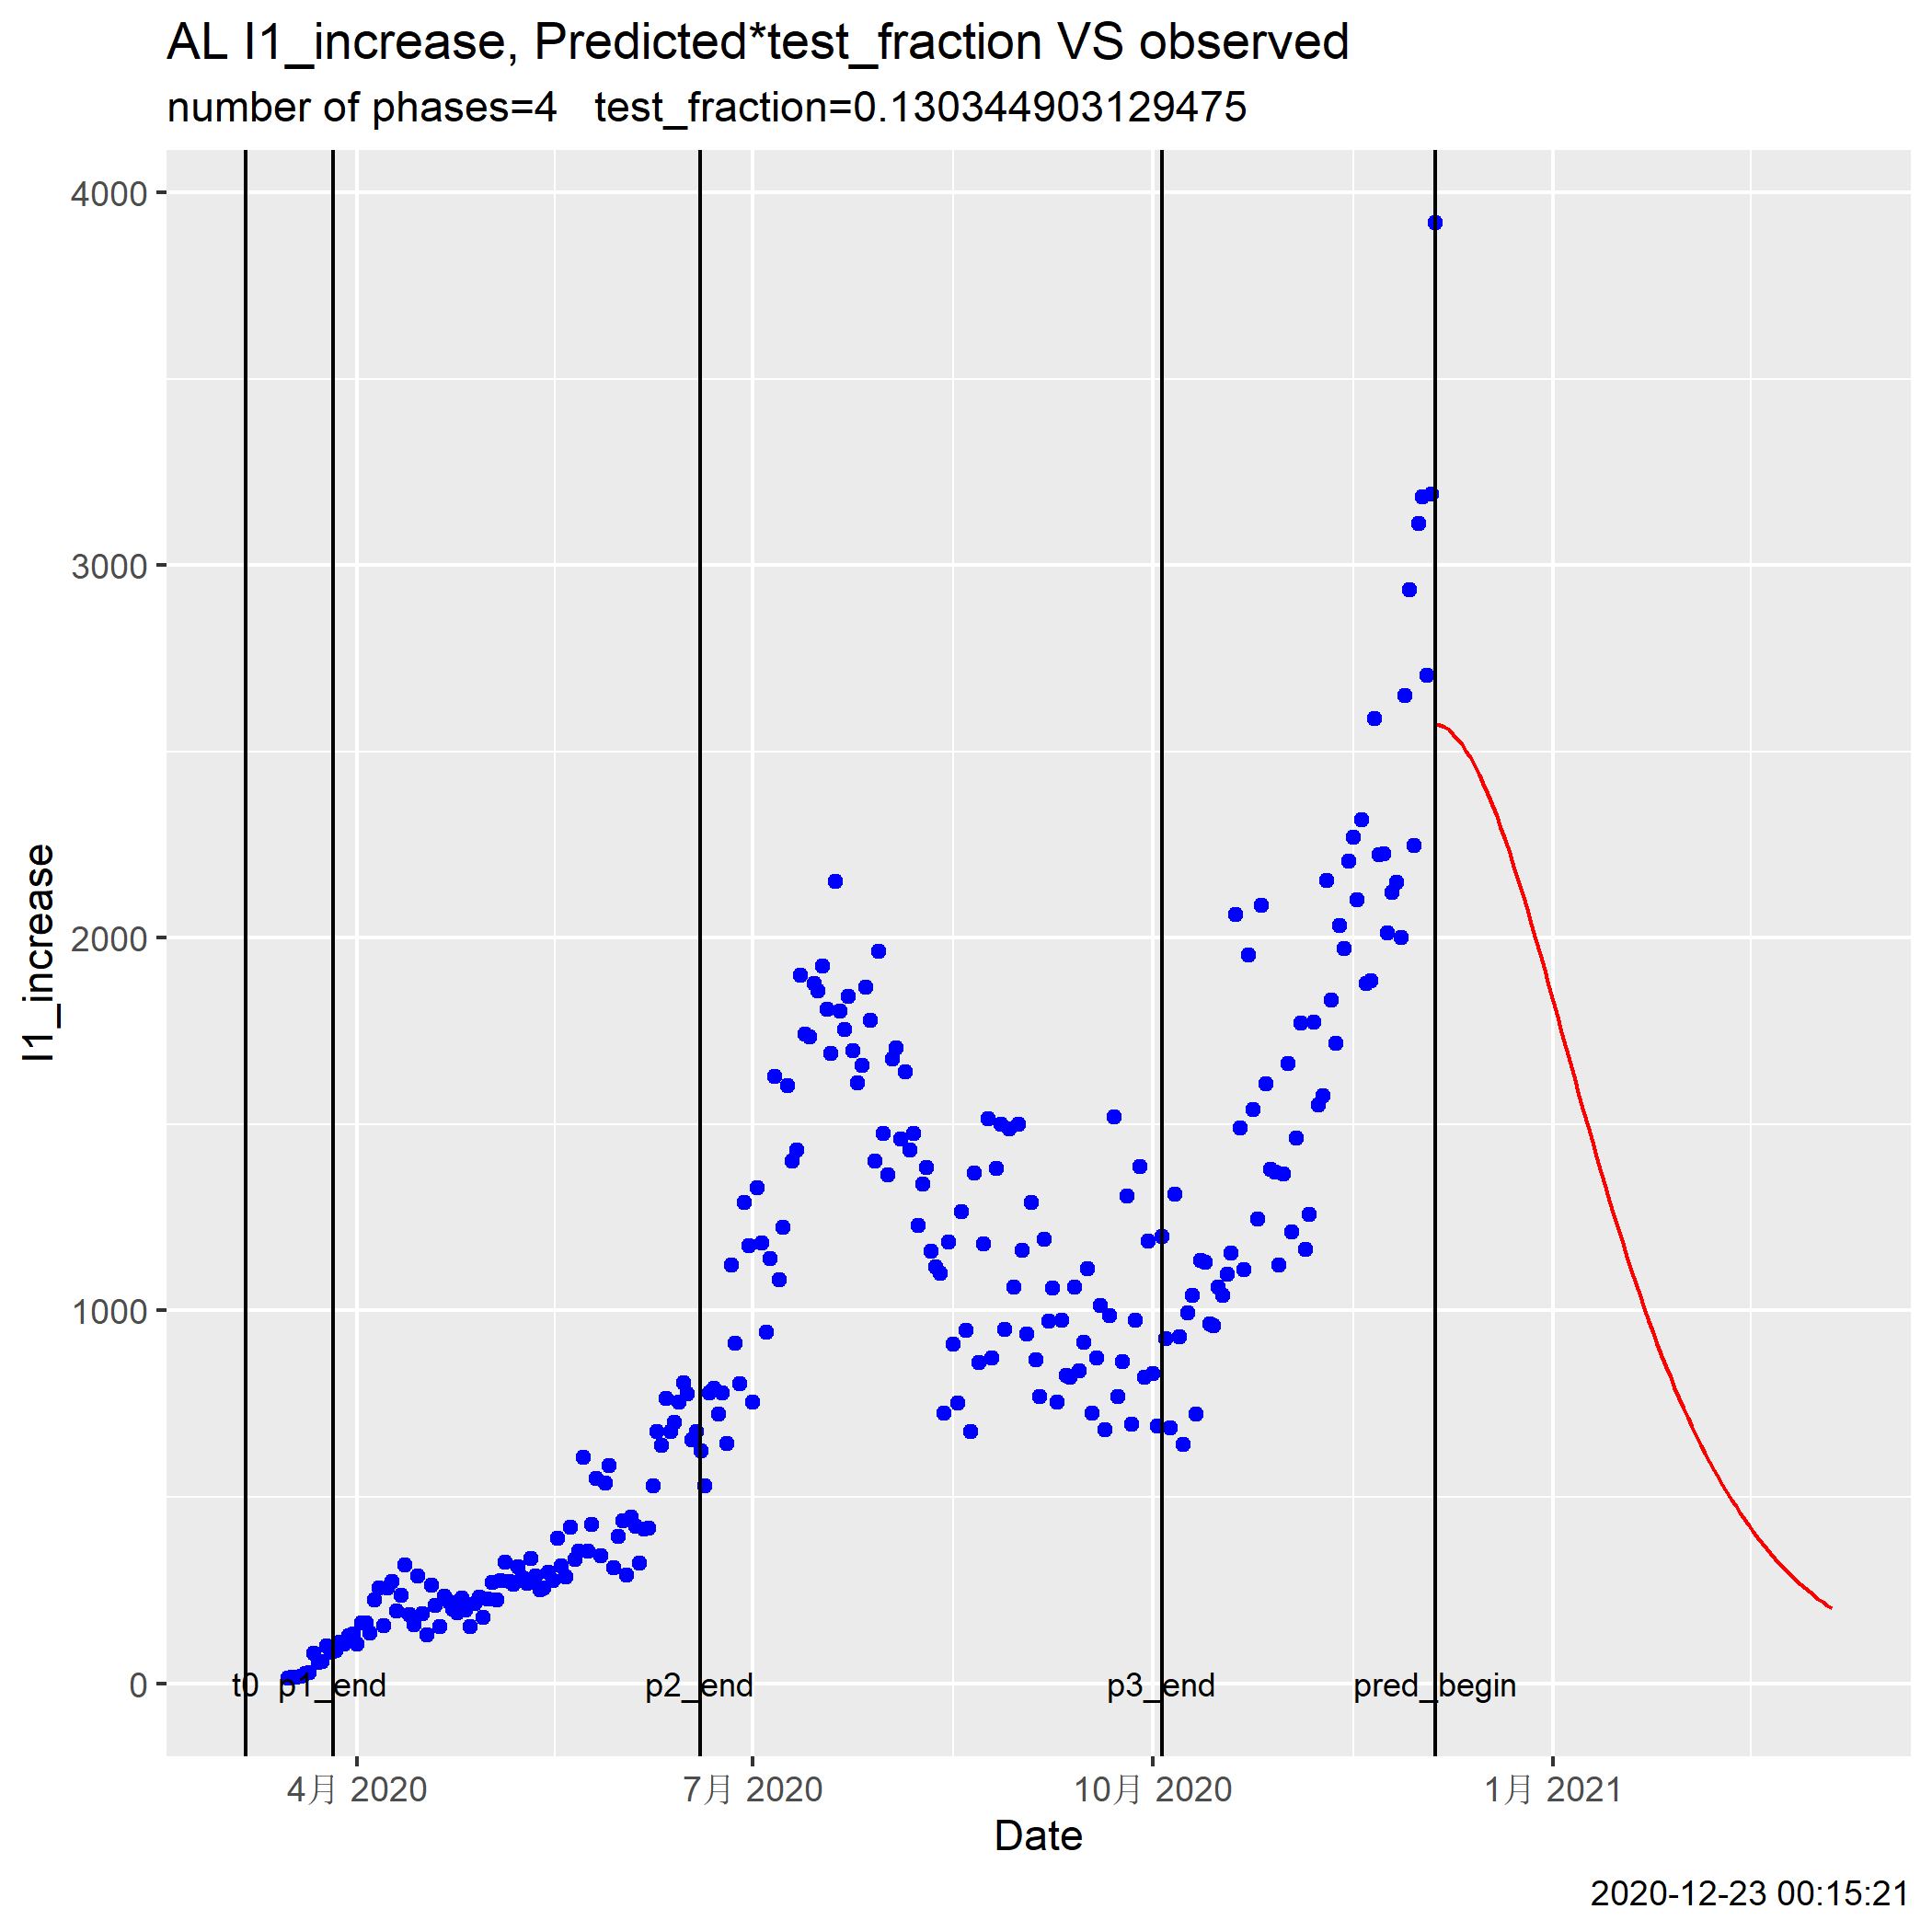 AL I1_increase, Predicted*test_fraction VS observed
number of phases=4   test_fraction=0.130344903129475
4000
3000
2000
1000
0
I1_increase
t0 p1_end p2_end p3_end pred_begin
4月 2020 7月 2020 10月 2020 1月 2021
Date
2020-12-23 00:15:21